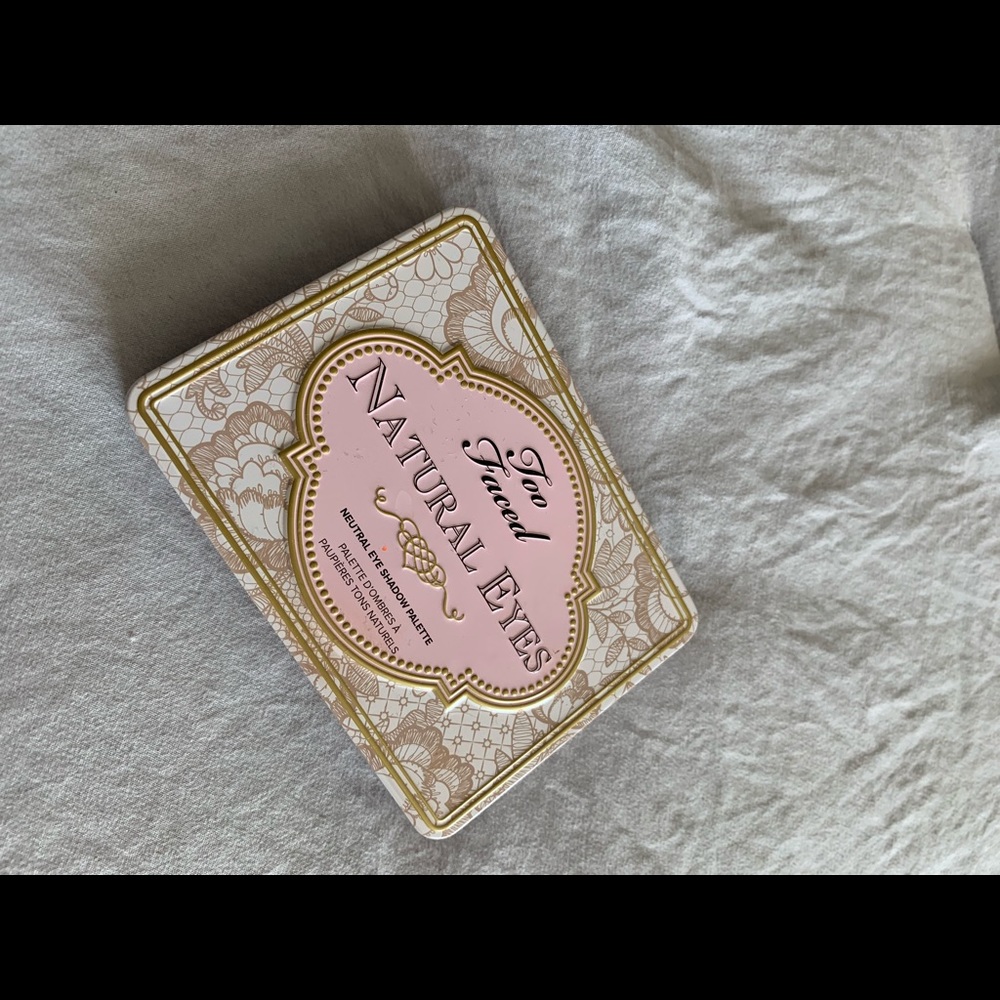 Too
Faced
NATURAL EYES
NEUTRAL EYE SHADOW PALETTE
PALETTE D'OMBRES À
PAUPIÈRES TONS NATURELS